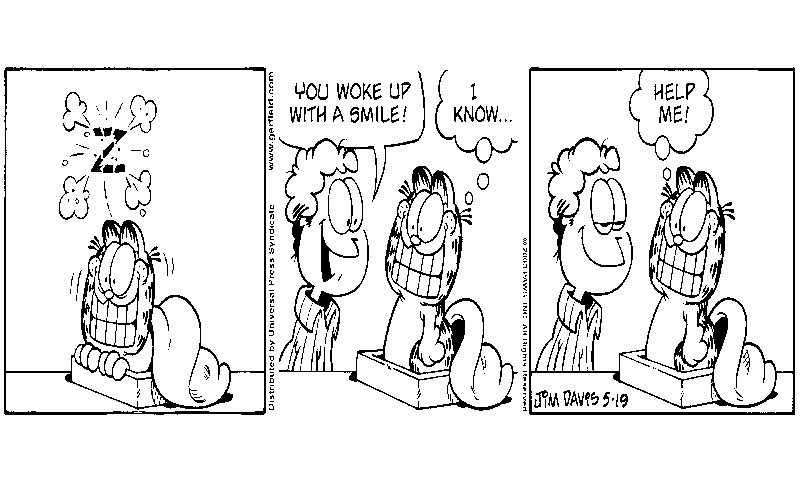 Z
www.garfield.com
Distributed by Universal Press Syndicate
YOU WOKE UP
WITH A SMILE!
I
KNOW...
© 2000 PAWS, INC. All Rights Reserved
HELP
ME!
JIM DAVIS 5-19